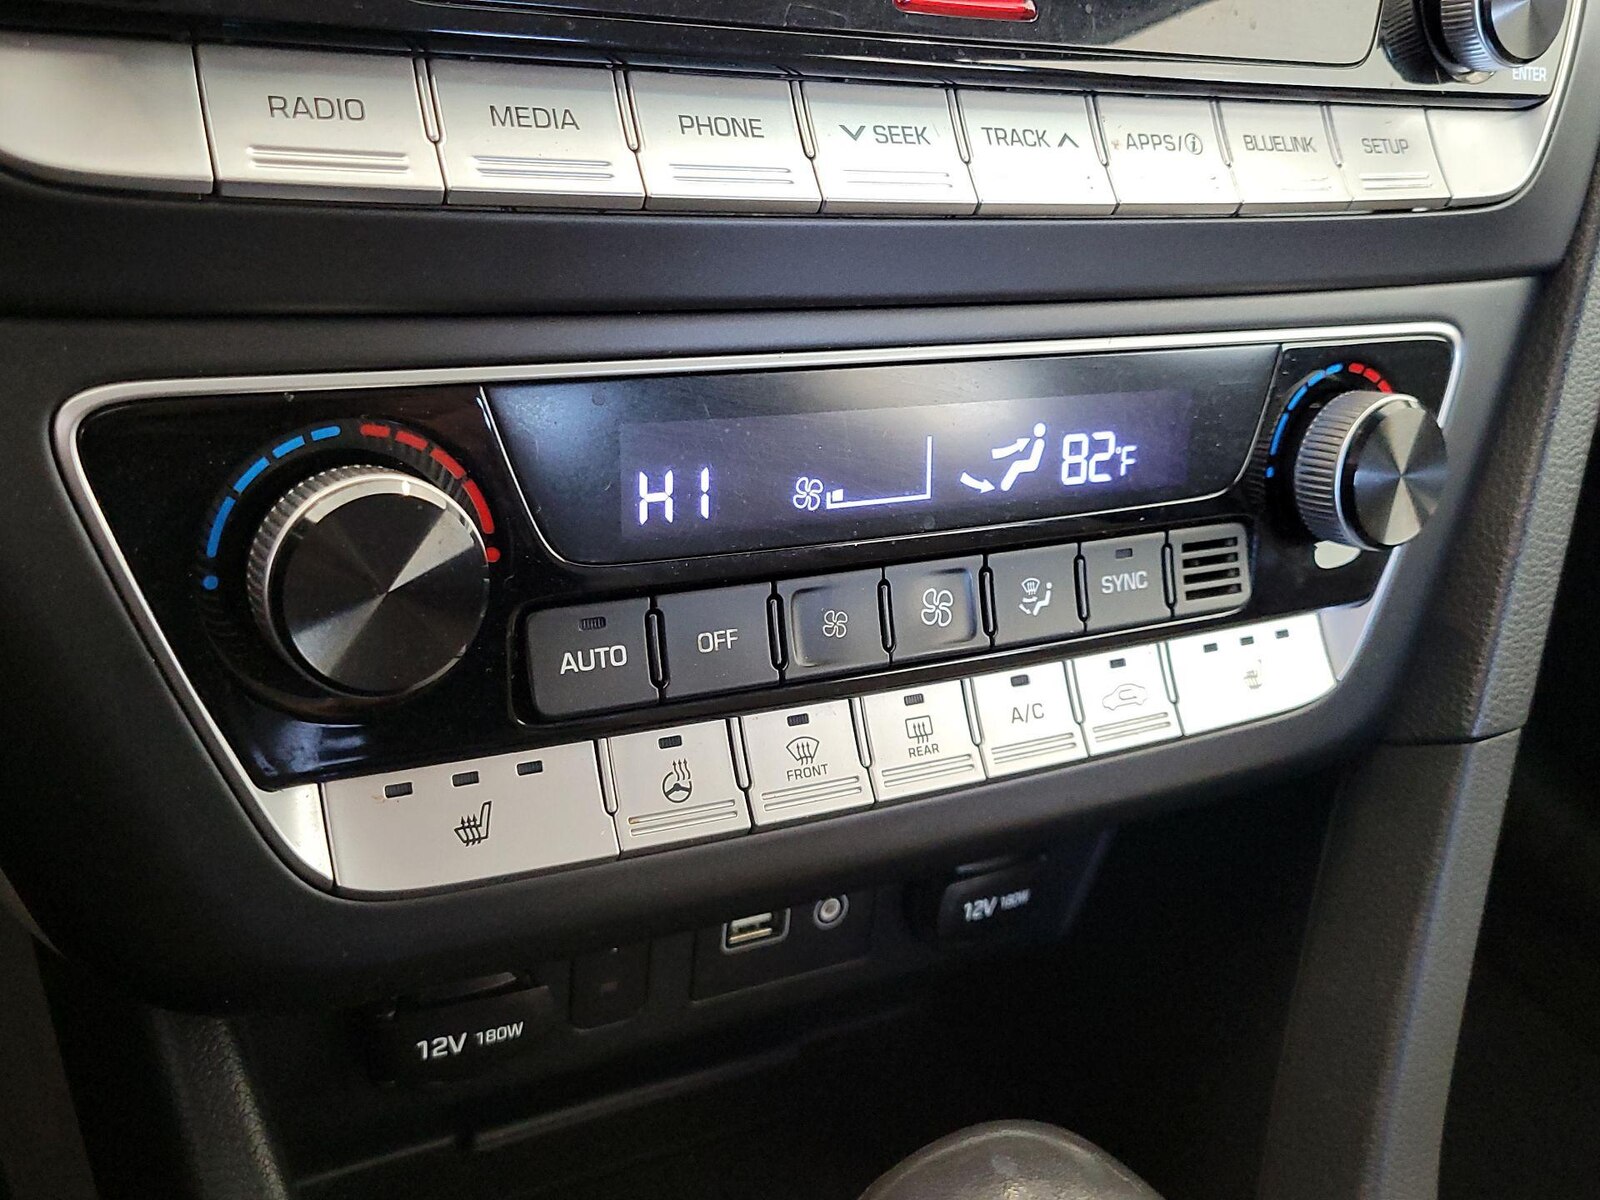 ENTER
RADIO MEDIA PHONE SEEK TRACK APPS/i BLUELINK SETUP
HI 82°F
AUTO OFF SYNC
FRONT REAR A/C
12V 180W
12V 180W